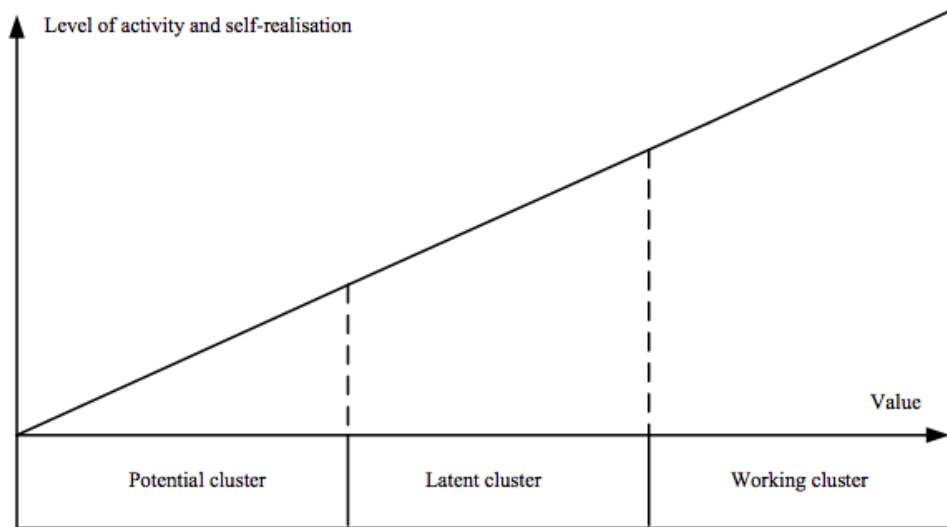 Level of activity and self-realisation
Value
Potential cluster
Latent cluster
Working cluster